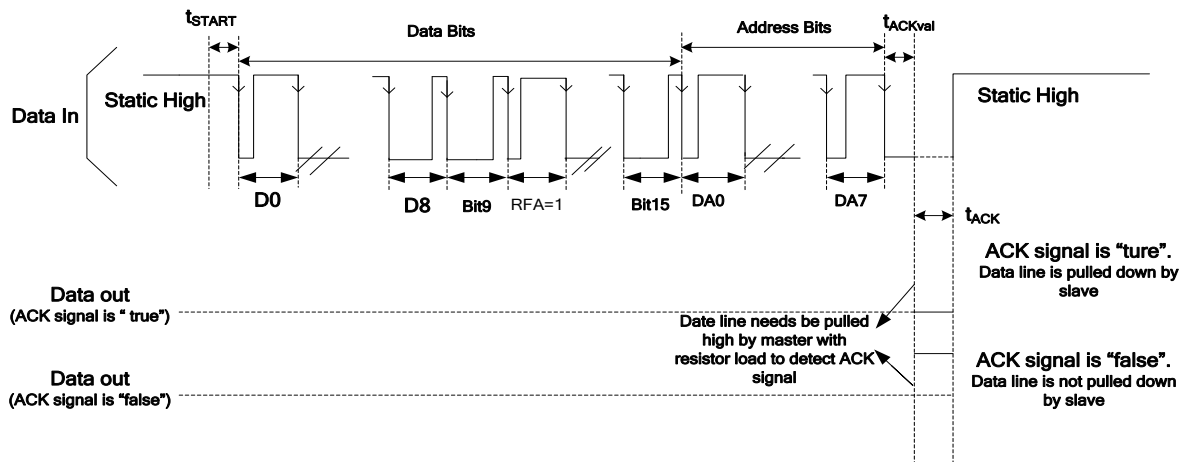 tSTART
Data Bits
Address Bits
tACKval
Data In
Static High
Static High
D0
D8
Bit9
RFA=1
Bit15
DA0
DA7
tACK
ACK signal is “ture”.
Data line is pulled down by
slave
Data out
(ACK signal is “ true”)
Date line needs be pulled
high by master with
resistor load to detect ACK
signal
ACK signal is “false”.
Data line is not pulled down
by slave
Data out
(ACK signal is “false”)